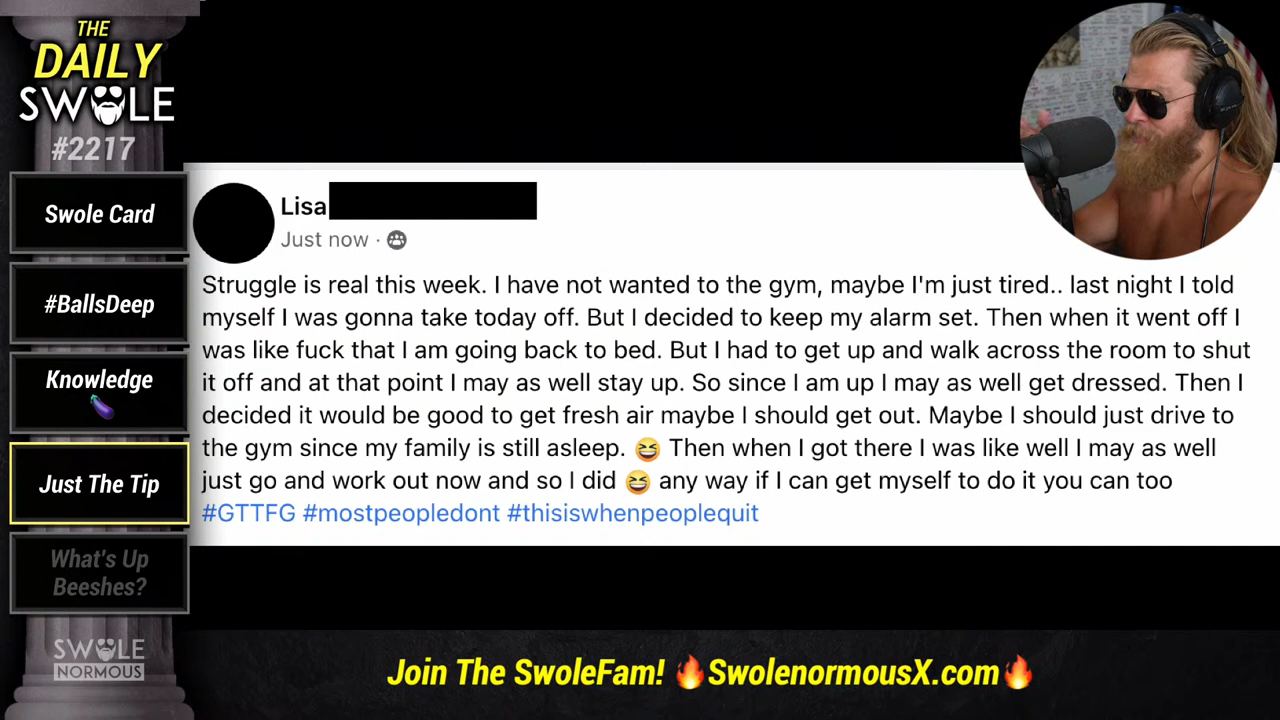 THE
DAILY
SWOLE
#2217
Swole Card
#BallsDeep
Knowledge
🍆
Just The Tip
What's Up
Beeshes?
SWOLE
NORMOUS
Lisa
Just now ·
Struggle is real this week. I have not wanted to the gym, maybe I'm just tired.. last night I told
myself I was gonna take today off. But I decided to keep my alarm set. Then when it went off I
was like fuck that I am going back to bed. But I had to get up and walk across the room to shut
it off and at that point I may as well stay up. So since I am up I may as well get dressed. Then I
decided it would be good to get fresh air maybe I should get out. Maybe I should just drive to
the gym since my family is still asleep. 😆 Then when I got there I was like well I may as well
just go and work out now and so I did 😆 any way if I can get myself to do it you can too
#GTTFG #mostpeopledont #thisiswhenpeoplequit
Join The SwoleFam! 🔥SwolenormousX.com🔥